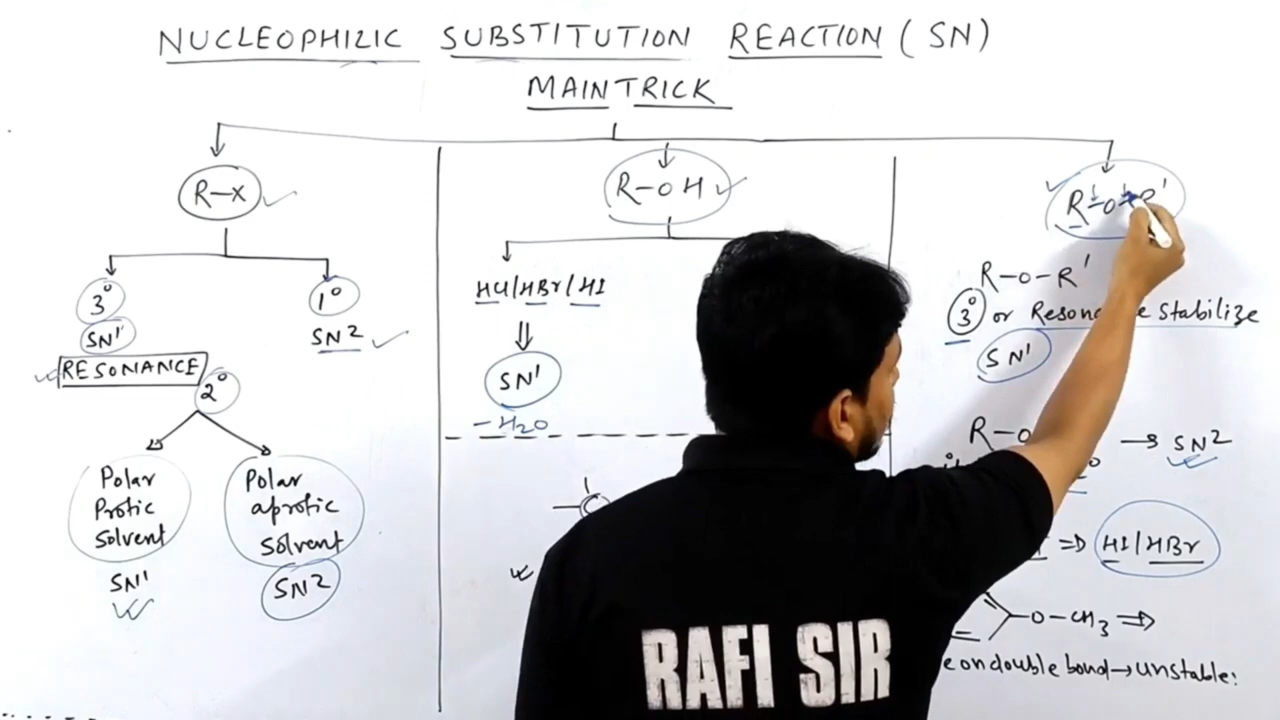 NUCLEOPHILIC SUBSTITUTION REACTION (SN)
MAIN TRICK
R-X
3°
SN1
RESONANCE
1°
SN2
2°
Polar
Protic
Solvent
SN1
Polar
aprotic
Solvent
SN2
R-OH
HCl/HBr/HI
SN1
-H2O
R-O-R'
R-O-R'
3° or Stabilize
SN1
R-O
→ SN2
⇒ HI/HBr
-O-CH3 ⇒
on double bond → unstable:
RAFI SIR